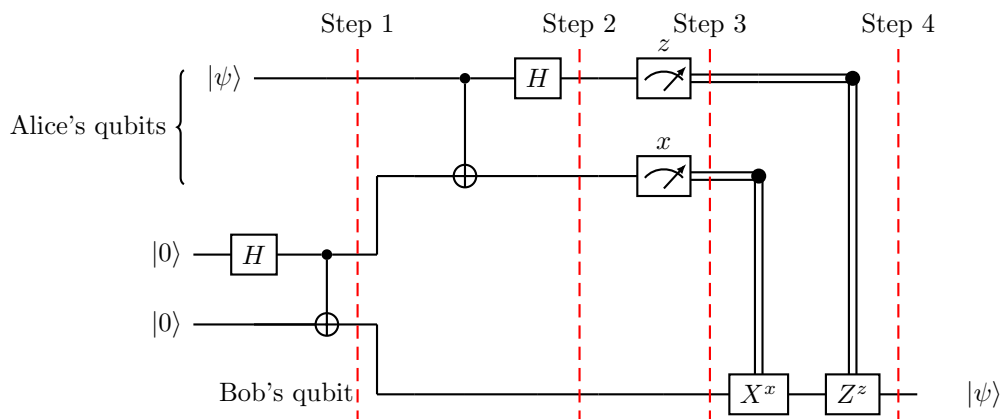 Step 1 Step 2 Step 3 Step 4
z
|ψ⟩ H
Alice's qubits
x
|0⟩ H
|0⟩
Bob's qubit X^x Z^z |ψ⟩